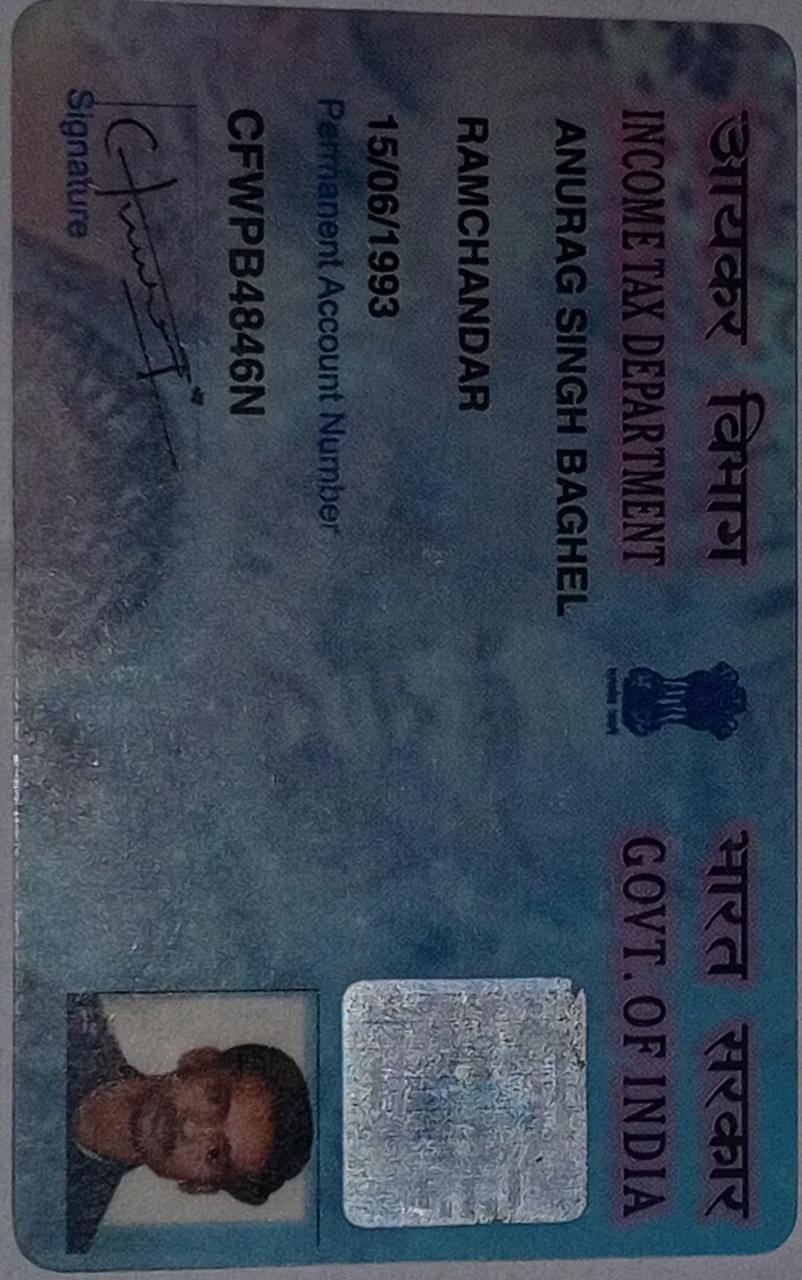 आयकर विभाग
INCOME TAX DEPARTMENT
भारत सरकार
GOVT. OF INDIA
ANURAG SINGH BAGHEL
RAMCHANDAR
15/06/1993
Permanent Account Number
CFWPB4846N
Signature